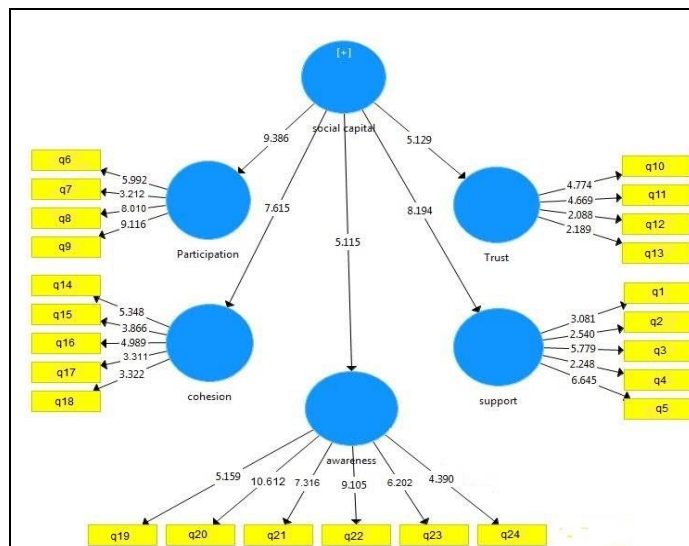 [+]
social capital
9.386
5.129
7.615
8.194
5.115
q6
q7
q8
q9
5.992
3.212
8.010
9.116
Participation
q10
q11
q12
q13
4.774
4.669
2.088
2.189
Trust
q14
q15
q16
q17
q18
5.348
3.866
4.989
3.311
3.322
cohesion
q1
q2
q3
q4
q5
3.081
2.540
5.779
2.248
6.645
support
awareness
5.159
10.612
7.316
9.105
6.202
4.390
q19
q20
q21
q22
q23
q24